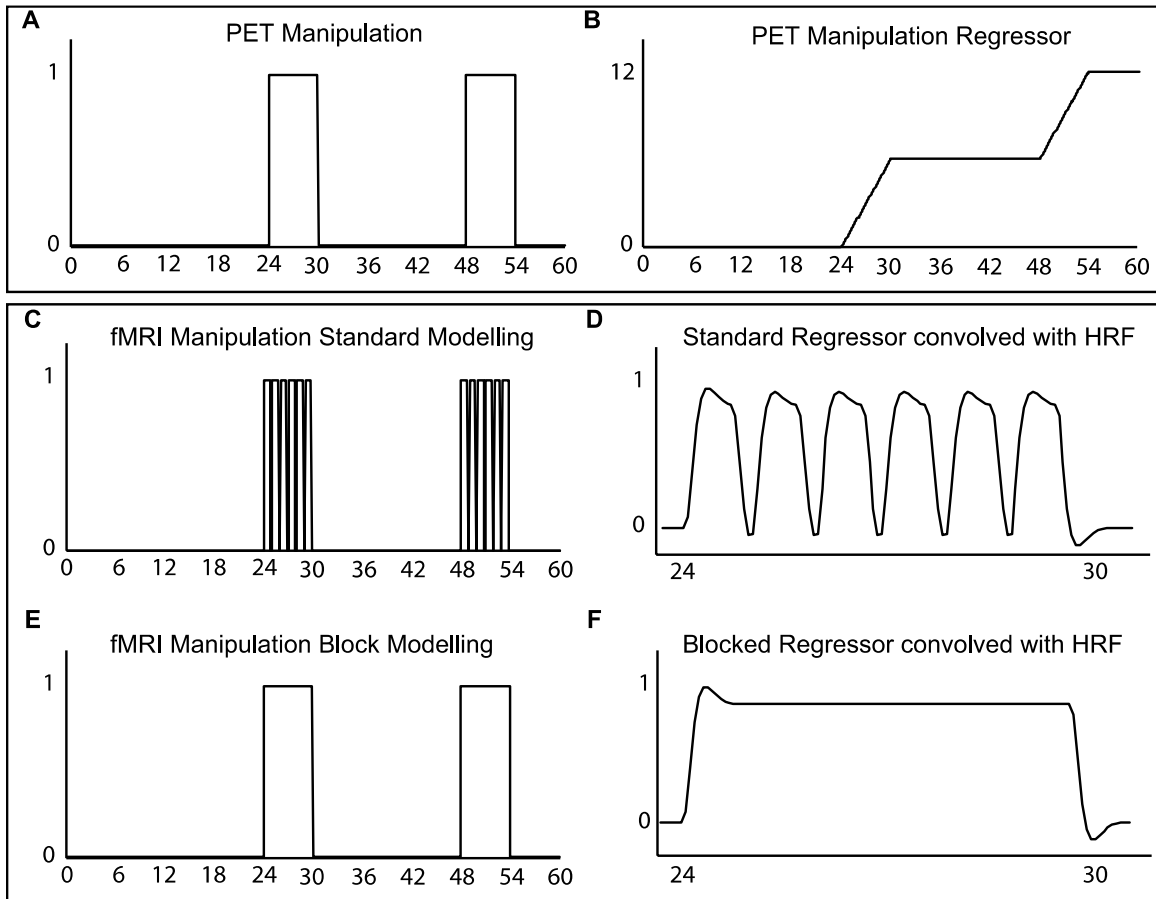 A
PET Manipulation
1
0
0 6 12 18 24 30 36 42 48 54 60
B
PET Manipulation Regressor
12
0
0 6 12 18 24 30 36 42 48 54 60
C
fMRI Manipulation Standard Modelling
1
0
0 6 12 18 24 30 36 42 48 54 60
D
Standard Regressor convolved with HRF
1
0
24 30
E
fMRI Manipulation Block Modelling
1
0
0 6 12 18 24 30 36 42 48 54 60
F
Blocked Regressor convolved with HRF
1
0
24 30